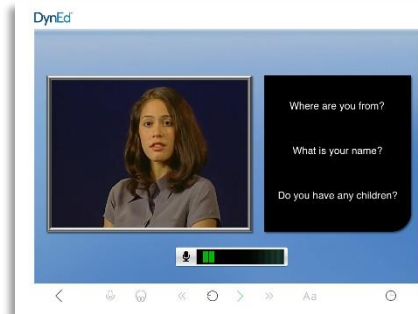 DynEd
Where are you from?
What is your name?
Do you have any children?
Aa